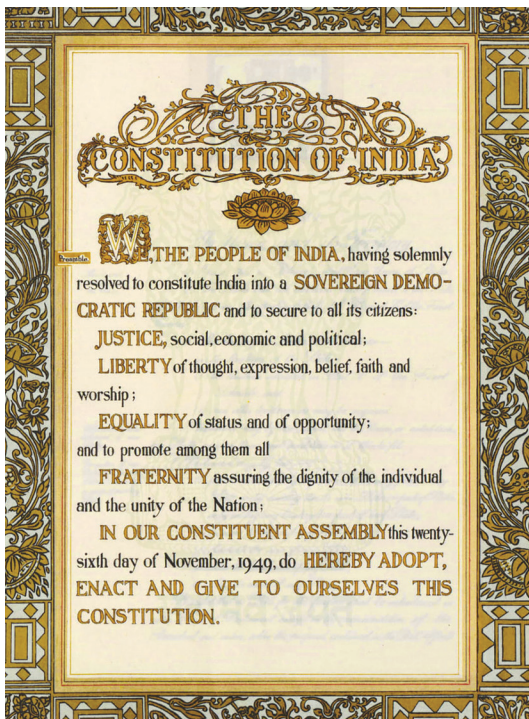 THE
CONSTITUTION OF INDIA
Preamble
WE, THE PEOPLE OF INDIA, having solemnly
resolved to constitute India into a SOVEREIGN DEMO-
CRATIC REPUBLIC and to secure to all its citizens:
JUSTICE, social, economic and political;
LIBERTY of thought, expression, belief, faith and
worship;
EQUALITY of status and of opportunity;
and to promote among them all
FRATERNITY assuring the dignity of the individual
and the unity of the Nation;
IN OUR CONSTITUENT ASSEMBLY this twenty-
sixth day of November, 1949, do HEREBY ADOPT,
ENACT AND GIVE TO OURSELVES THIS
CONSTITUTION.